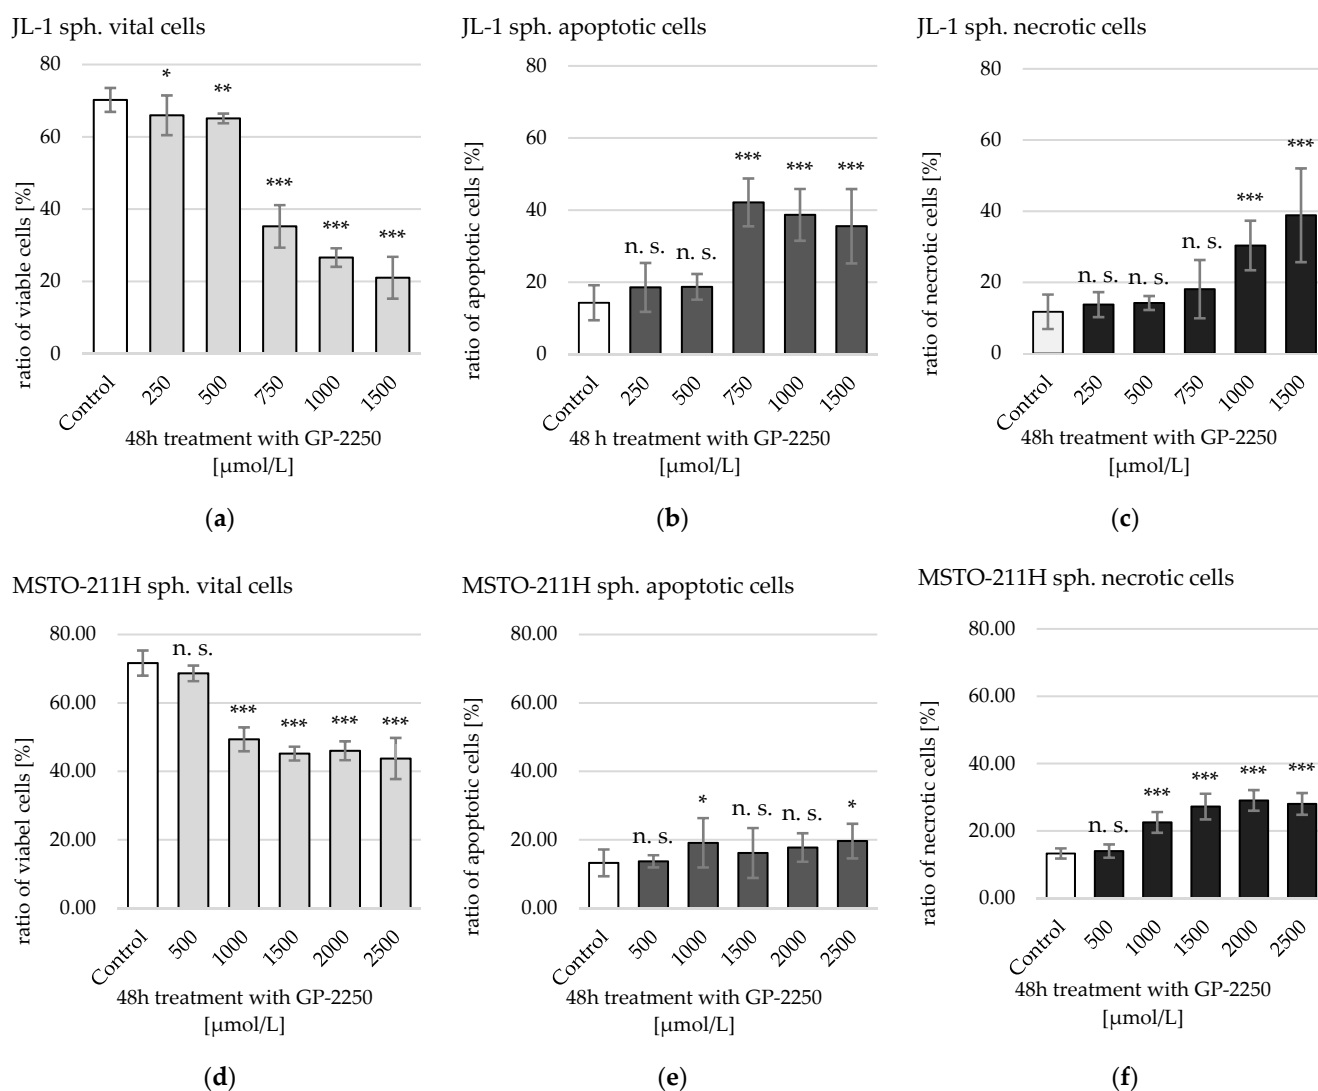 JL-1 sph. vital cells
ratio of viable cells [%]
80
60
40
20
0
*
**
***
***
***
Control
250
500
750
1000
1500
48h treatment with GP-2250
[µmol/L]
(a)
JL-1 sph. apoptotic cells
ratio of apoptotic cells [%]
80
60
40
20
0
n. s.
n. s.
***
***
***
Control
250
500
750
1000
1500
48 h treatment with GP-2250
[µmol/L]
(b)
JL-1 sph. necrotic cells
ratio of necrotic cells [%]
80
60
40
20
0
n. s.
n. s.
n. s.
***
***
Control
250
500
750
1000
1500
48h treatment with GP-2250
[µmol/L]
(c)
MSTO-211H sph. vital cells
ratio of viabel cells [%]
80.00
60.00
40.00
20.00
0.00
n. s.
***
***
***
***
Control
500
1000
1500
2000
2500
48h treatment with GP-2250
[µmol/L]
(d)
MSTO-211H sph. apoptotic cells
ratio of apoptotic cells [%]
80.00
60.00
40.00
20.00
0.00
n. s.
*
n. s.
n. s.
*
Control
500
1000
1500
2000
2500
48h treatment with GP-2250
[µmol/L]
(e)
MSTO-211H sph. necrotic cells
ratio of necrotic cells [%]
80.00
60.00
40.00
20.00
0.00
n. s.
***
***
***
***
Control
500
1000
1500
2000
2500
48h treatment with GP-2250
[µmol/L]
(f)